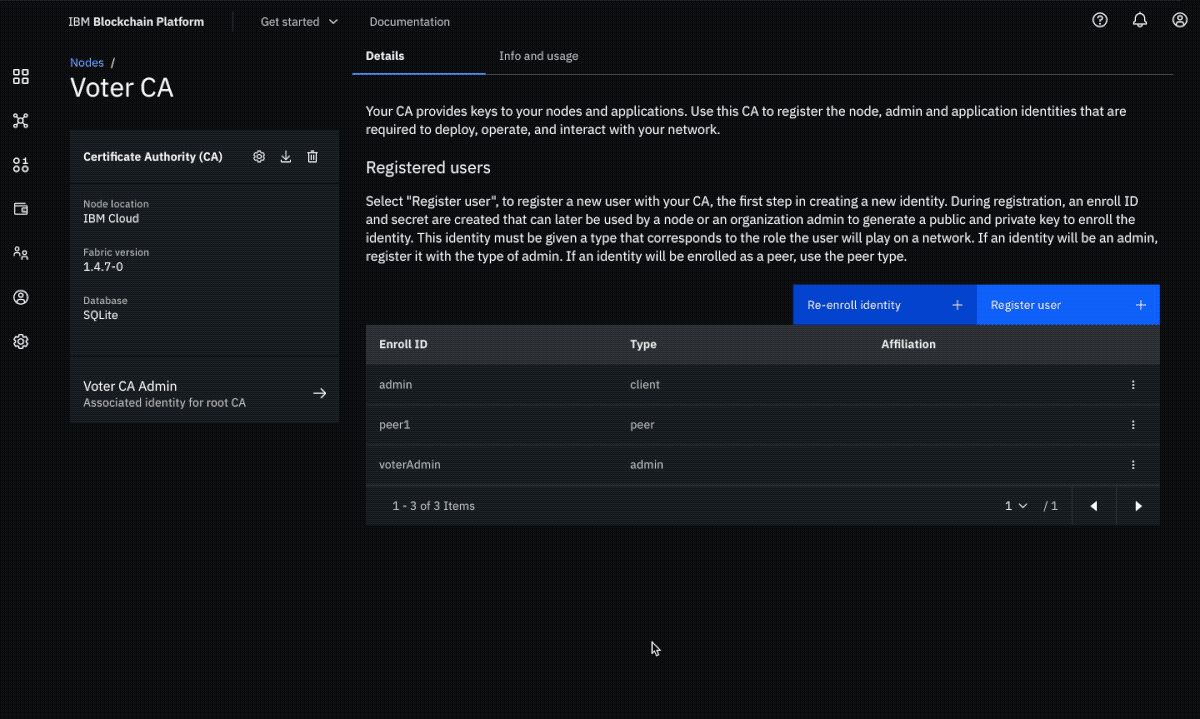 IBM Blockchain Platform
Get started
Documentation
Nodes /
Voter CA
Certificate Authority (CA)
Node location
IBM Cloud
Fabric version
1.4.7-0
Database
SQLite
Voter CA Admin
Associated identity for root CA
Details
Info and usage
Your CA provides keys to your nodes and applications. Use this CA to register the node, admin and application identities that are
required to deploy, operate, and interact with your network.
Registered users
Select "Register user", to register a new user with your CA, the first step in creating a new identity. During registration, an enroll ID
and secret are created that can later be used by a node or an organization admin to generate a public and private key to enroll the
identity. This identity must be given a type that corresponds to the role the user will play on a network. If an identity will be an admin,
register it with the type of admin. If an identity will be enrolled as a peer, use the peer type.
Re-enroll identity +
Register user +
Enroll ID Type Affiliation
admin client
peer1 peer
voterAdmin admin
1 - 3 of 3 Items
1 / 1